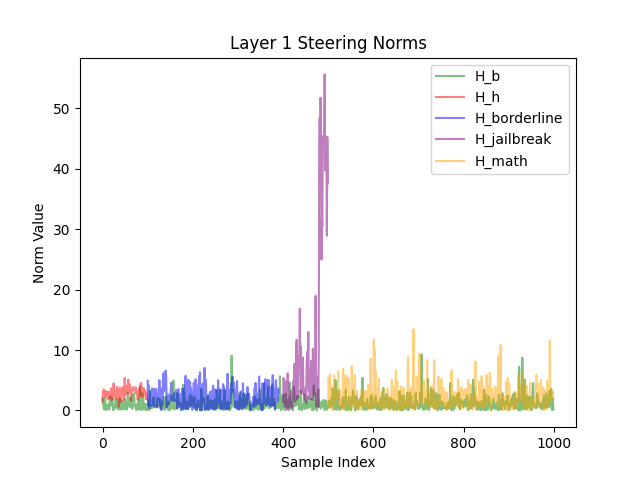 Layer 1 Steering Norms
H_b
H_h
H_borderline
H_jailbreak
H_math
Norm Value
50
40
30
20
10
0
0 200 400 600 800 1000
Sample Index